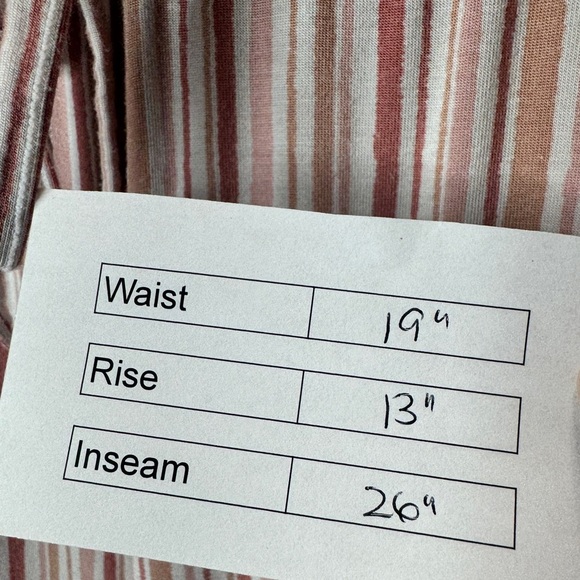 Waist 19"
Rise 13"
Inseam 26"